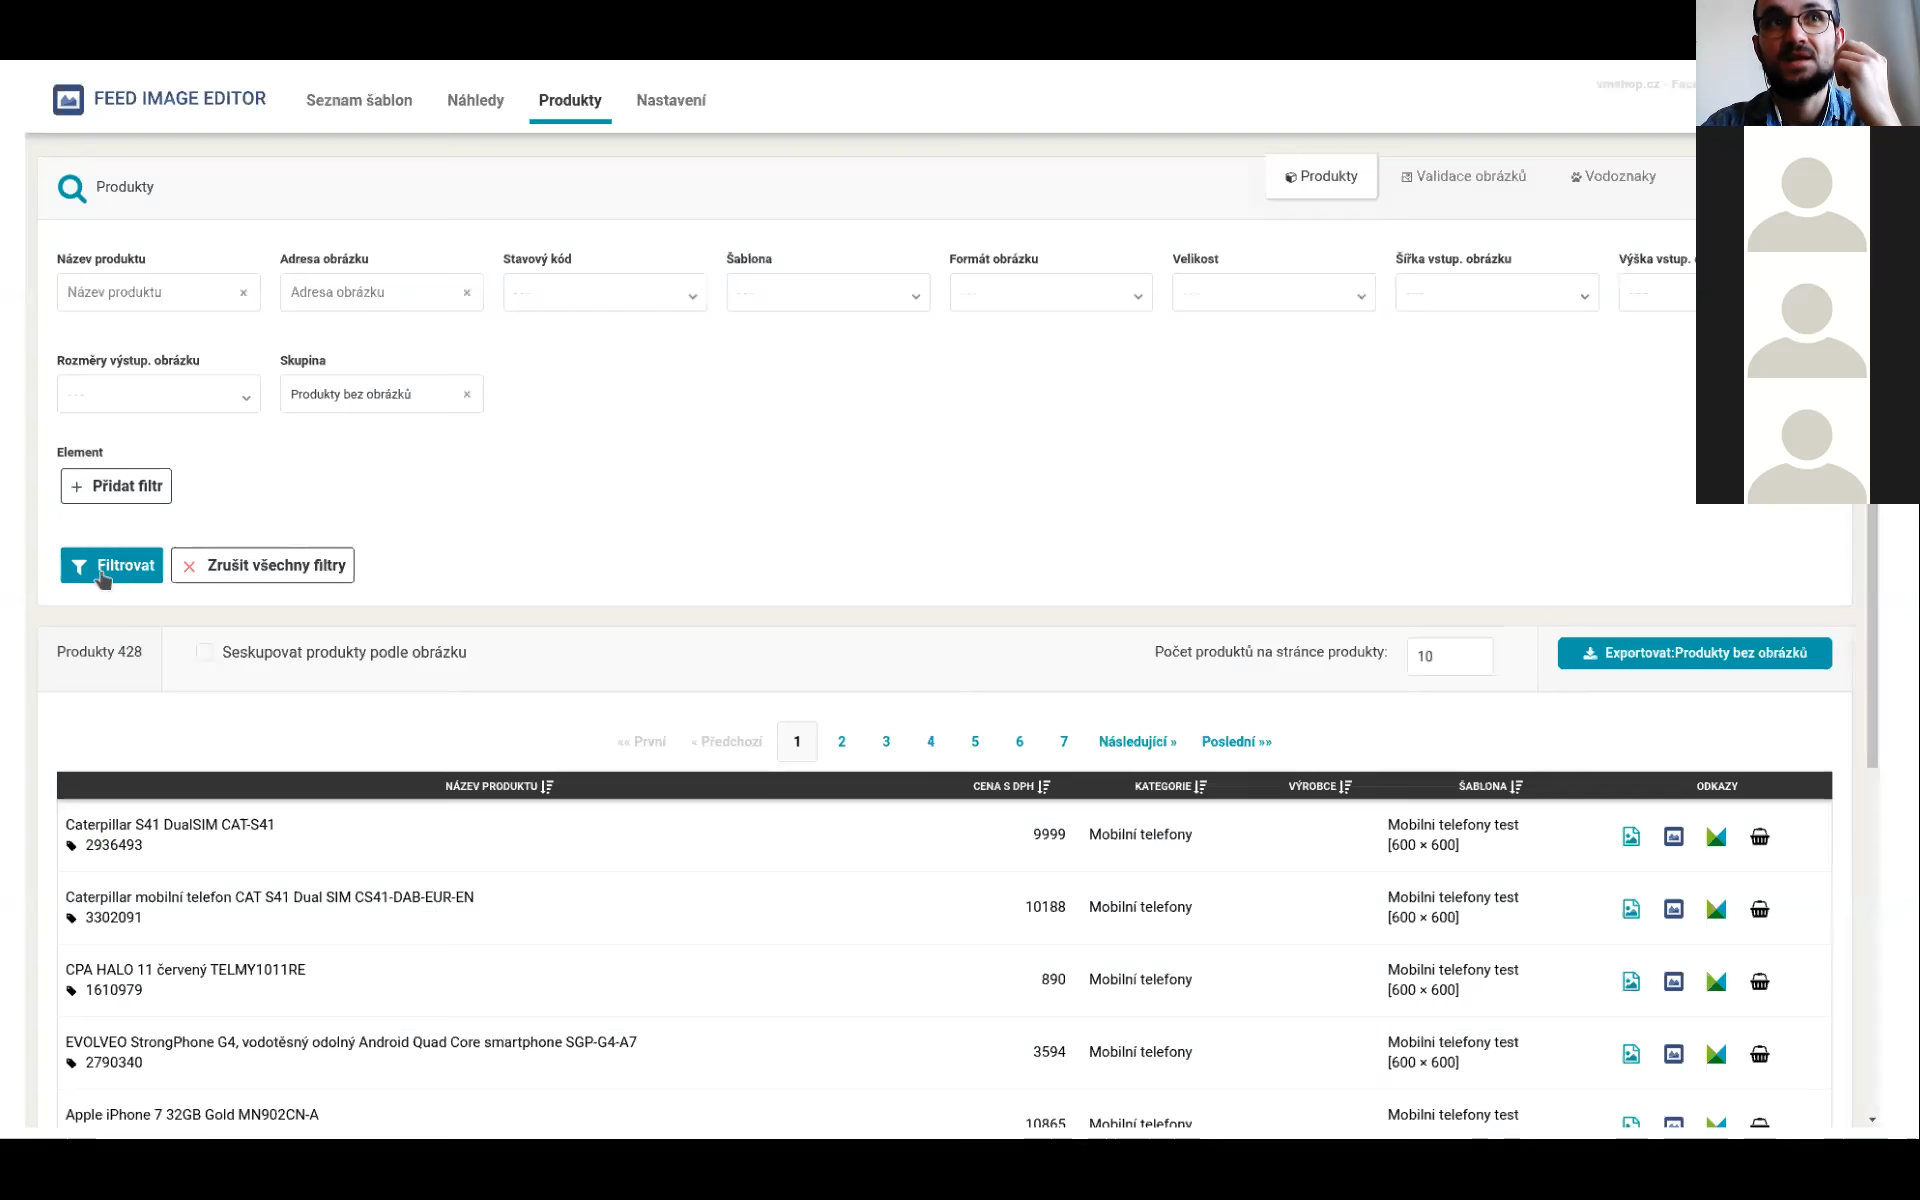 FEED IMAGE EDITOR Seznam šablon Náhledy Produkty Nastavení
vmshop.cz -
Produkty
Produkty Validace obrázků Vodoznaky
Název produktu Adresa obrázku Stavový kód Šablona Formát obrázku Velikost Šířka vstup. obrázku Výška vstup.
Název produktu × Adresa obrázku × --- --- --- --- --- ---
Rozměry výstup. obrázku Skupina
--- Produkty bez obrázků ×
Element
+ Přidat filtr
Filtrovat Zrušit všechny filtry
Produkty 428 Seskupovat produkty podle obrázku Počet produktů na stránce produkty: 10 Exportovat:Produkty bez obrázků
«« První « Předchozí 1 2 3 4 5 6 7 Následující » Poslední »»
NÁZEV PRODUKTU CENA S DPH KATEGORIE VÝROBCE ŠABLONA ODKAZY
Caterpillar S41 DualSIM CAT-S41
2936493
9999 Mobilní telefony
Mobilni telefony test
[600 × 600]
Caterpillar mobilní telefon CAT S41 Dual SIM CS41-DAB-EUR-EN
3302091
10188 Mobilní telefony
Mobilni telefony test
[600 × 600]
CPA HALO 11 červený TELMY1011RE
1610979
890 Mobilní telefony
Mobilni telefony test
[600 × 600]
EVOLVEO StrongPhone G4, vodotěsný odolný Android Quad Core smartphone SGP-G4-A7
2790340
3594 Mobilní telefony
Mobilni telefony test
[600 × 600]
Apple iPhone 7 32GB Gold MN902CN-A
10865 Mobilní telefony
Mobilni telefony test